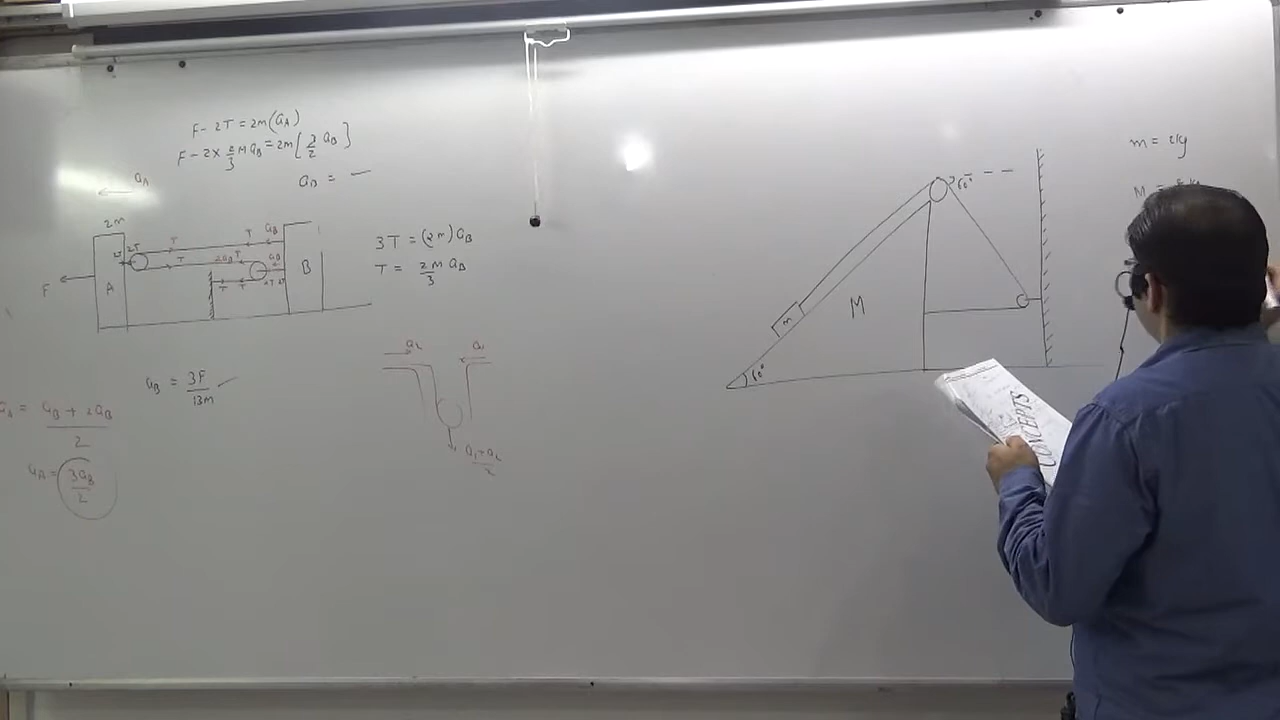 F - 2T = 2m(a_A)
F - 2 × 2/3 M a_B = 2m[3/2 a_B]
a_B = —
a_A
2M
2T
T
T
T
T
2a_B
a_B
a_B
F
A
B
T
T
3T = (2m) a_B
T = 2m/3 a_B
a_B = 3F/13m
a_B + 2a_B / 2
a_A = 3a_B/2
a_2
a_1
a_1 + a_2 / 2
m
M
60°
60°
m =
CONCEPTS